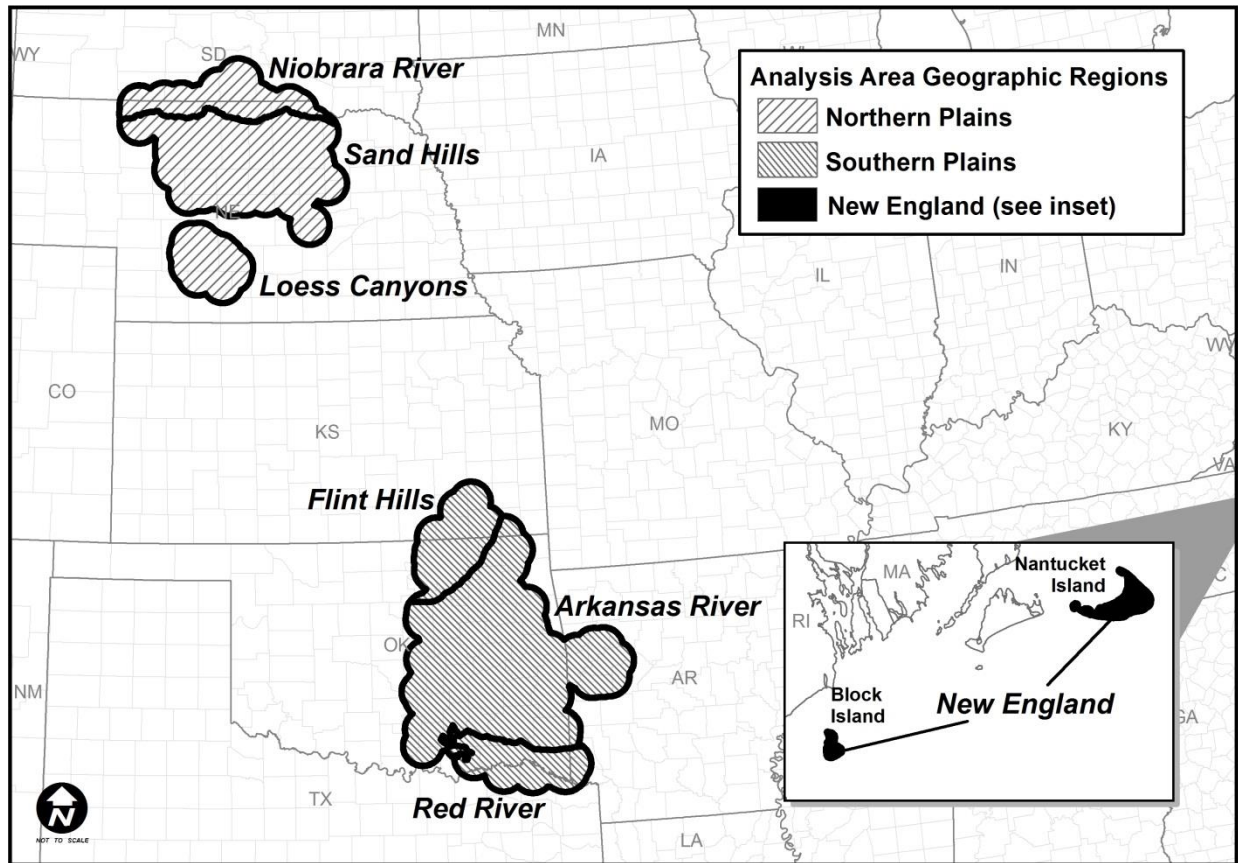 WY
SD
MN
WI
Niobrara River
Analysis Area Geographic Regions
Northern Plains
Southern Plains
New England (see inset)
Sand Hills
IA
NE
Loess Canyons
IL
IN
WV
CO
KS
MO
KY
VA
Flint Hills
Arkansas River
OK
AR
NM
Red River
TX
LA
GA
MA
Nantucket
Island
RI
Block
Island
New England
N
NOT TO SCALE